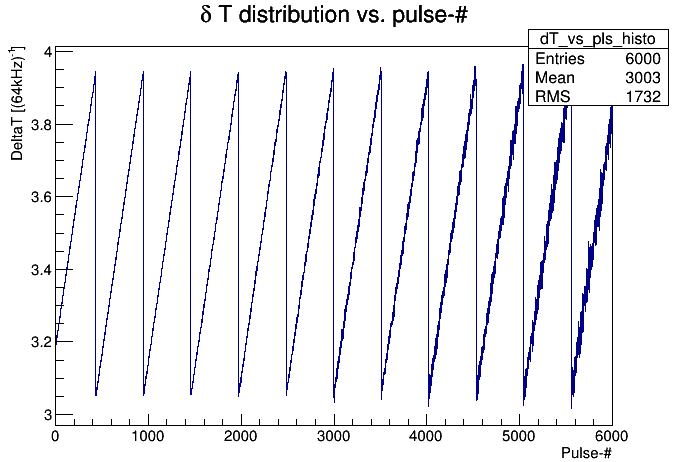 δ T distribution vs. pulse-#
dT_vs_pls_histo
Entries 6000
Mean 3003
RMS 1732
DeltaT [(64kHz)⁻¹]
4
3.8
3.6
3.4
3.2
3
0 1000 2000 3000 4000 5000 6000
Pulse-#